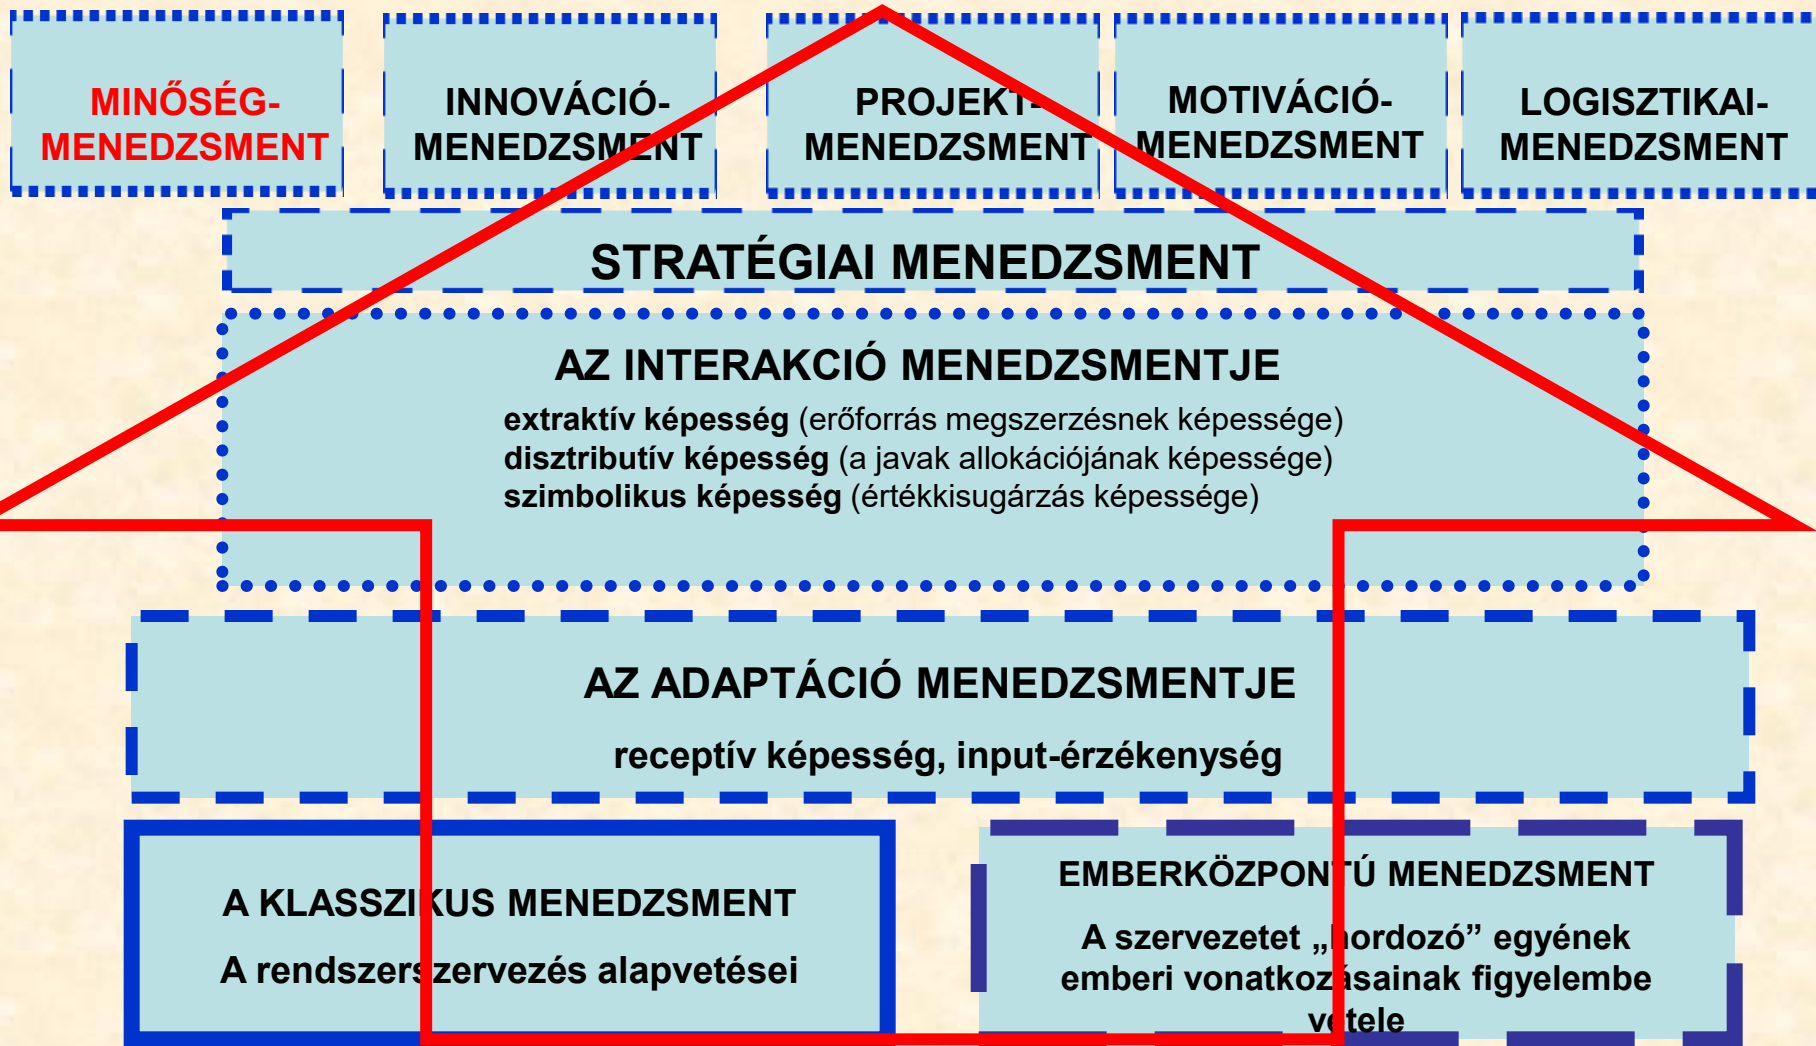 MINŐSÉG-
MENEDZSMENT
INNOVÁCIÓ-
MENEDZSMENT
PROJEKT-
MENEDZSMENT
MOTIVÁCIÓ-
MENEDZSMENT
LOGISZTIKAI-
MENEDZSMENT
STRATÉGIAI MENEDZSMENT
AZ INTERAKCIÓ MENEDZSMENTJE
extraktív képesség (erőforrás megszerzésnek képessége)
disztributív képesség (a javak allokációjának képessége)
szimbolikus képesség (értékkisugárzás képessége)
AZ ADAPTÁCIÓ MENEDZSMENTJE
receptív képesség, input-érzékenység
A KLASSZIKUS MENEDZSMENT
A rendszerszervezés alapvetései
EMBERKÖZPONTÚ MENEDZSMENT
A szervezetet „hordozó” egyének
emberi vonatkozásainak figyelembe
vétele